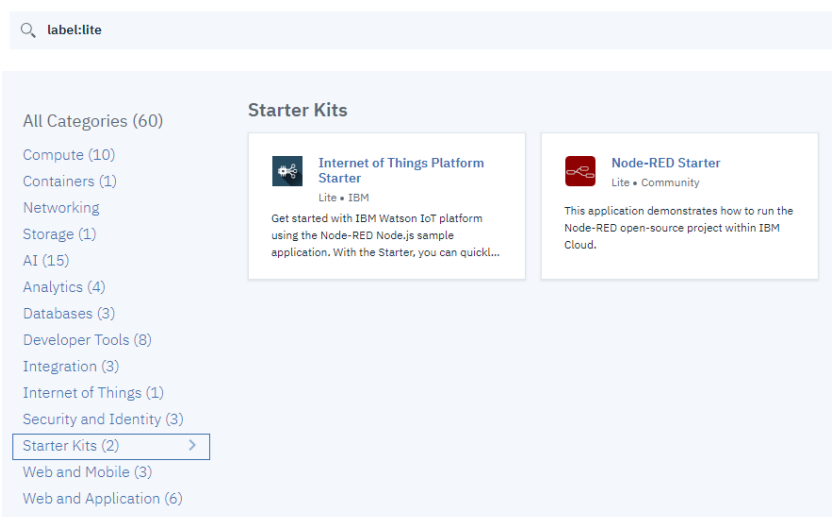 label:lite
All Categories (60)
Compute (10)
Containers (1)
Networking
Storage (1)
AI (15)
Analytics (4)
Databases (3)
Developer Tools (8)
Integration (3)
Internet of Things (1)
Security and Identity (3)
Starter Kits (2)
Web and Mobile (3)
Web and Application (6)
Starter Kits
Internet of Things Platform
Starter
Lite • IBM
Get started with IBM Watson IoT platform
using the Node-RED Node.js sample
application. With the Starter, you can quickl...
Node-RED Starter
Lite • Community
This application demonstrates how to run the
Node-RED open-source project within IBM
Cloud.